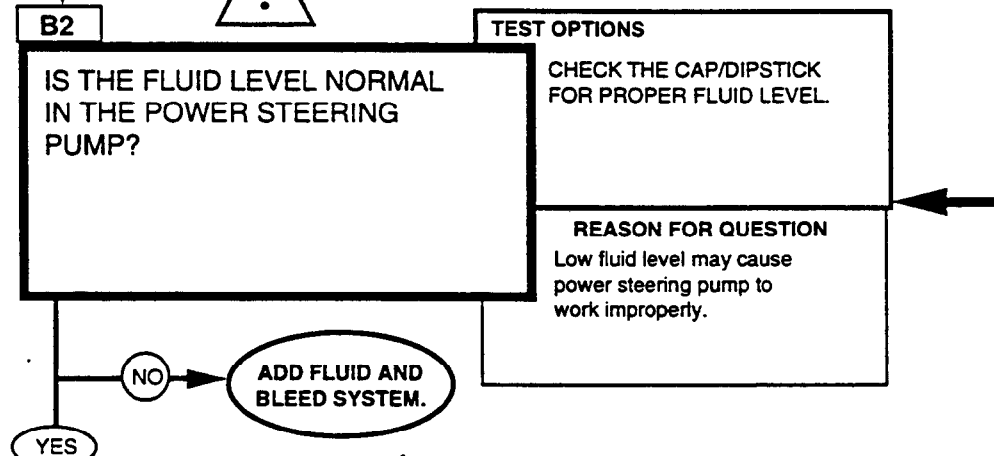 B2
IS THE FLUID LEVEL NORMAL
IN THE POWER STEERING
PUMP?
TEST OPTIONS
CHECK THE CAP/DIPSTICK
FOR PROPER FLUID LEVEL.
REASON FOR QUESTION
Low fluid level may cause
power steering pump to
work improperly.
NO
ADD FLUID AND
BLEED SYSTEM.
YES